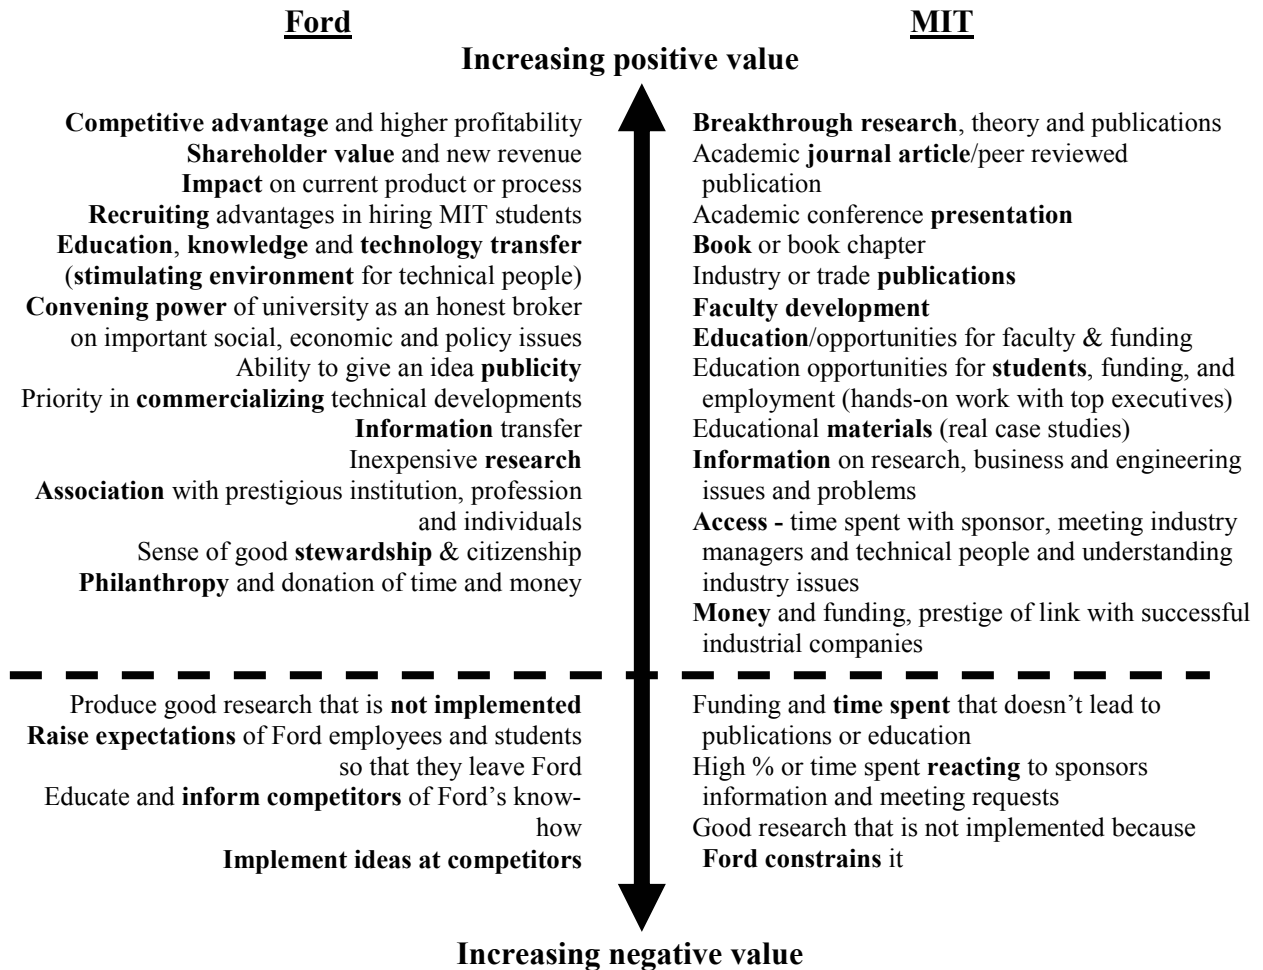 Ford
MIT
Increasing positive value
Competitive advantage and higher profitability
Shareholder value and new revenue
Impact on current product or process
Recruiting advantages in hiring MIT students
Education, knowledge and technology transfer
(stimulating environment for technical people)
Convening power of university as an honest broker
on important social, economic and policy issues
Ability to give an idea publicity
Priority in commercializing technical developments
Information transfer
Inexpensive research
Association with prestigious institution, profession
and individuals
Sense of good stewardship & citizenship
Philanthropy and donation of time and money
Breakthrough research, theory and publications
Academic journal article/peer reviewed
publication
Academic conference presentation
Book or book chapter
Industry or trade publications
Faculty development
Education/opportunities for faculty & funding
Education opportunities for students, funding, and
employment (hands-on work with top executives)
Educational materials (real case studies)
Information on research, business and engineering
issues and problems
Access - time spent with sponsor, meeting industry
managers and technical people and understanding
industry issues
Money and funding, prestige of link with successful
industrial companies
Produce good research that is not implemented
Raise expectations of Ford employees and students
so that they leave Ford
Educate and inform competitors of Ford's know-
how
Implement ideas at competitors
Funding and time spent that doesn't lead to
publications or education
High % or time spent reacting to sponsors
information and meeting requests
Good research that is not implemented because
Ford constrains it
Increasing negative value